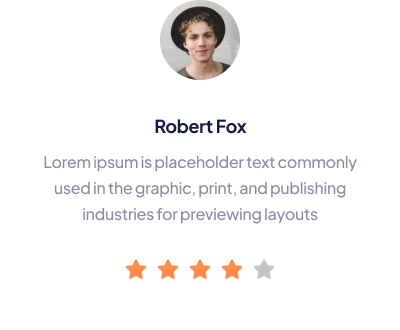 Robert Fox
Lorem ipsum is placeholder text commonly
used in the graphic, print, and publishing
industries for previewing layouts